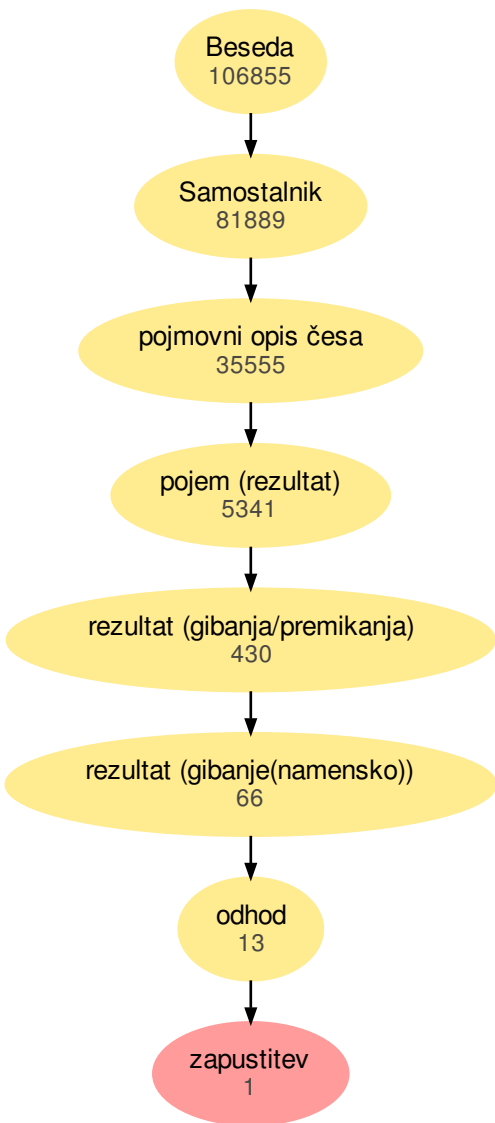 Beseda
106855
Samostalnik
81889
pojmovni opis česa
35555
pojem (rezultat)
5341
rezultat (gibanja/premikanja)
430
rezultat (gibanje(namensko))
66
odhod
13
zapustitev
1